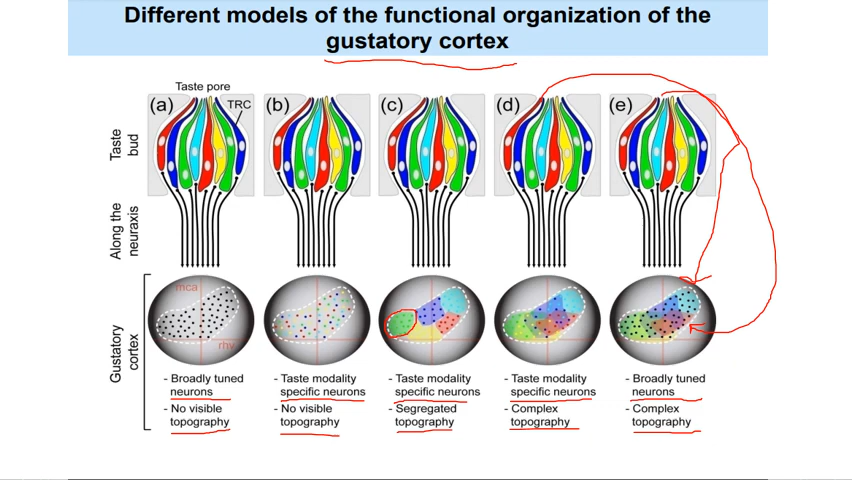 Different models of the functional organization of the
gustatory cortex
Taste pore
(a) TRC (b) (c) (d) (e)
Taste
bud
Along the
neuraxis
Gustatory
cortex
mca
rhv
- Broadly tuned
neurons
- No visible
topography
- Taste modality
specific neurons
- No visible
topography
- Taste modality
specific neurons
- Segregated
topography
- Taste modality
specific neurons
- Complex
topography
- Broadly tuned
neurons
- Complex
topography